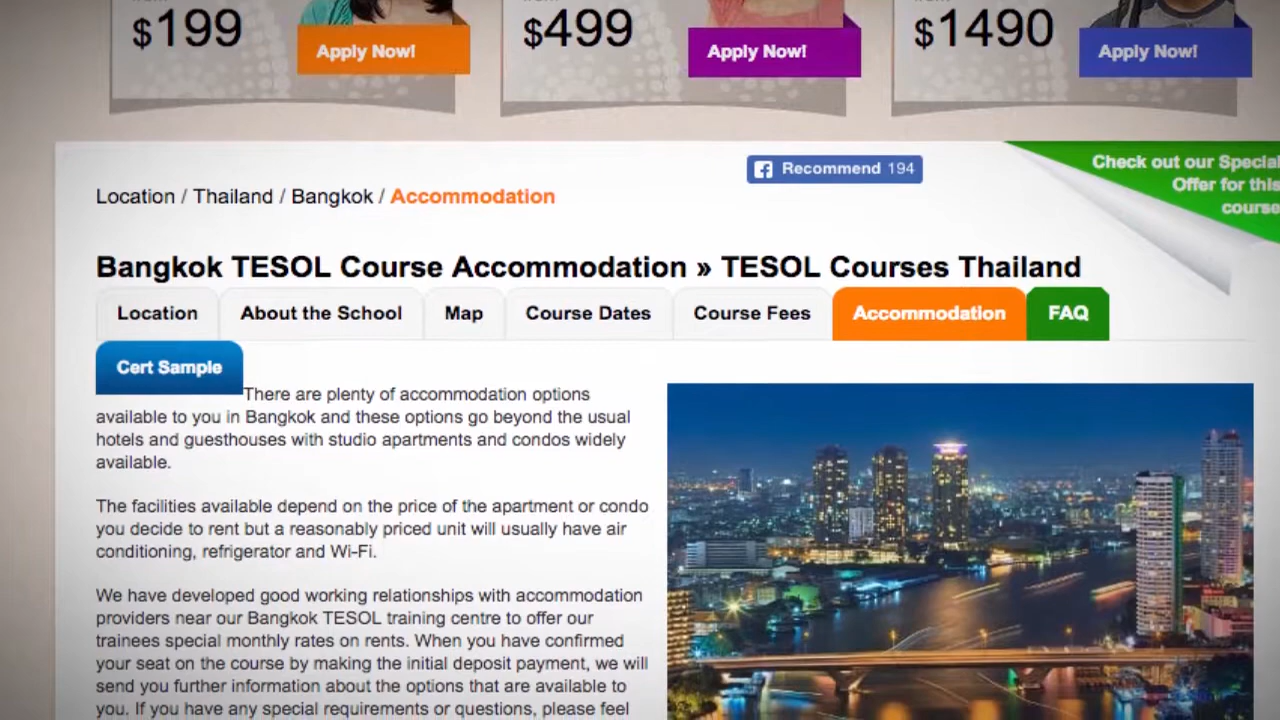 $199
Apply Now!
$499
Apply Now!
$1490
Apply Now!
Recommend 194
Check out our Special
Offer for this
course
Location / Thailand / Bangkok / Accommodation
Bangkok TESOL Course Accommodation » TESOL Courses Thailand
Location
About the School
Map
Course Dates
Course Fees
Accommodation
FAQ
Cert Sample
There are plenty of accommodation options
available to you in Bangkok and these options go beyond the usual
hotels and guesthouses with studio apartments and condos widely
available.
The facilities available depend on the price of the apartment or condo
you decide to rent but a reasonably priced unit will usually have air
conditioning, refrigerator and Wi-Fi.
We have developed good working relationships with accommodation
providers near our Bangkok TESOL training centre to offer our
trainees special monthly rates on rents. When you have confirmed
your seat on the course by making the initial deposit payment, we will
send you further information about the options that are available to
you. If you have any special requirements or questions, please feel